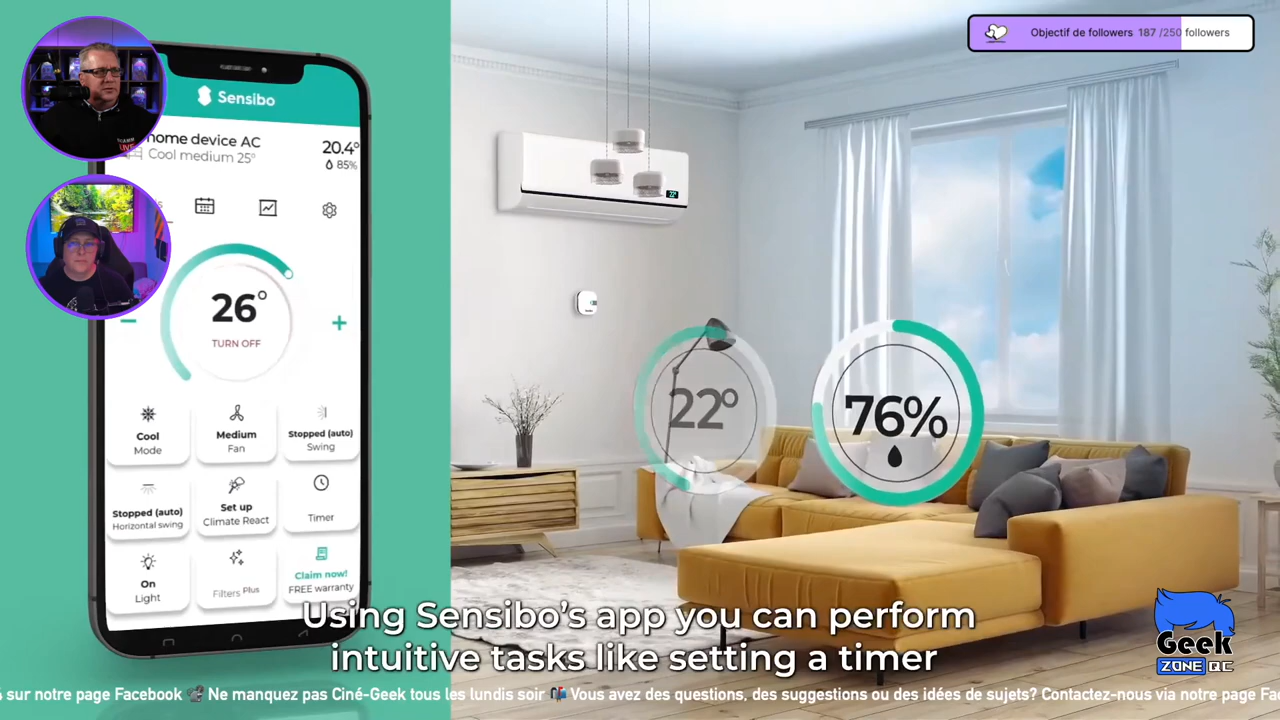 Objectif de followers 187 /250 followers
Sensibo
home device AC
Cool medium 25°
20.4°
85%
26°
TURN OFF
Cool
Mode
Medium
Fan
Stopped (auto)
Swing
Stopped (auto)
Horizontal swing
Set up
Climate React
Timer
On
Light
Filters Plus
Claim now!
FREE warranty
22°
22°
76%
Using Sensibo's app you can perform
intuitive tasks like setting a timer
Geek
ZONE QC
sur notre page Facebook Ne manquez pas Ciné-Geek tous les lundis soir Vous avez des questions, des suggestions ou des idées de sujets? Contactez-nous via notre page